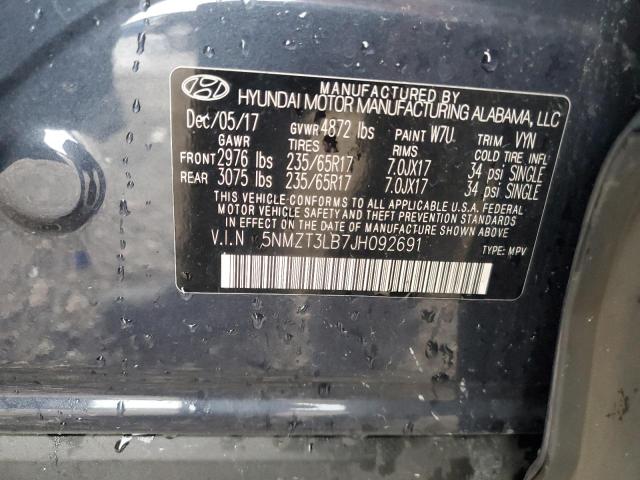 MANUFACTURED BY
HYUNDAI MOTOR MANUFACTURING ALABAMA, LLC
Dec/05/17 GVWR 4872 lbs PAINT W7U TRIM VYN
GAWR TIRES RIMS COLD TIRE INFL
FRONT 2976 lbs 235/65R17 7.0JX17 34 psi SINGLE
REAR 3075 lbs 235/65R17 7.0JX17 34 psi SINGLE
THIS VEHICLE CONFORMS TO ALL APPLICABLE U.S.A. FEDERAL
MOTOR VEHICLE SAFETY AND THEFT PREVENTION STANDARDS
IN EFFECT ON THE DATE OF MANUFACTURE SHOWN ABOVE.
V.I.N 5NMZT3LB7JH092691
TYPE: MPV